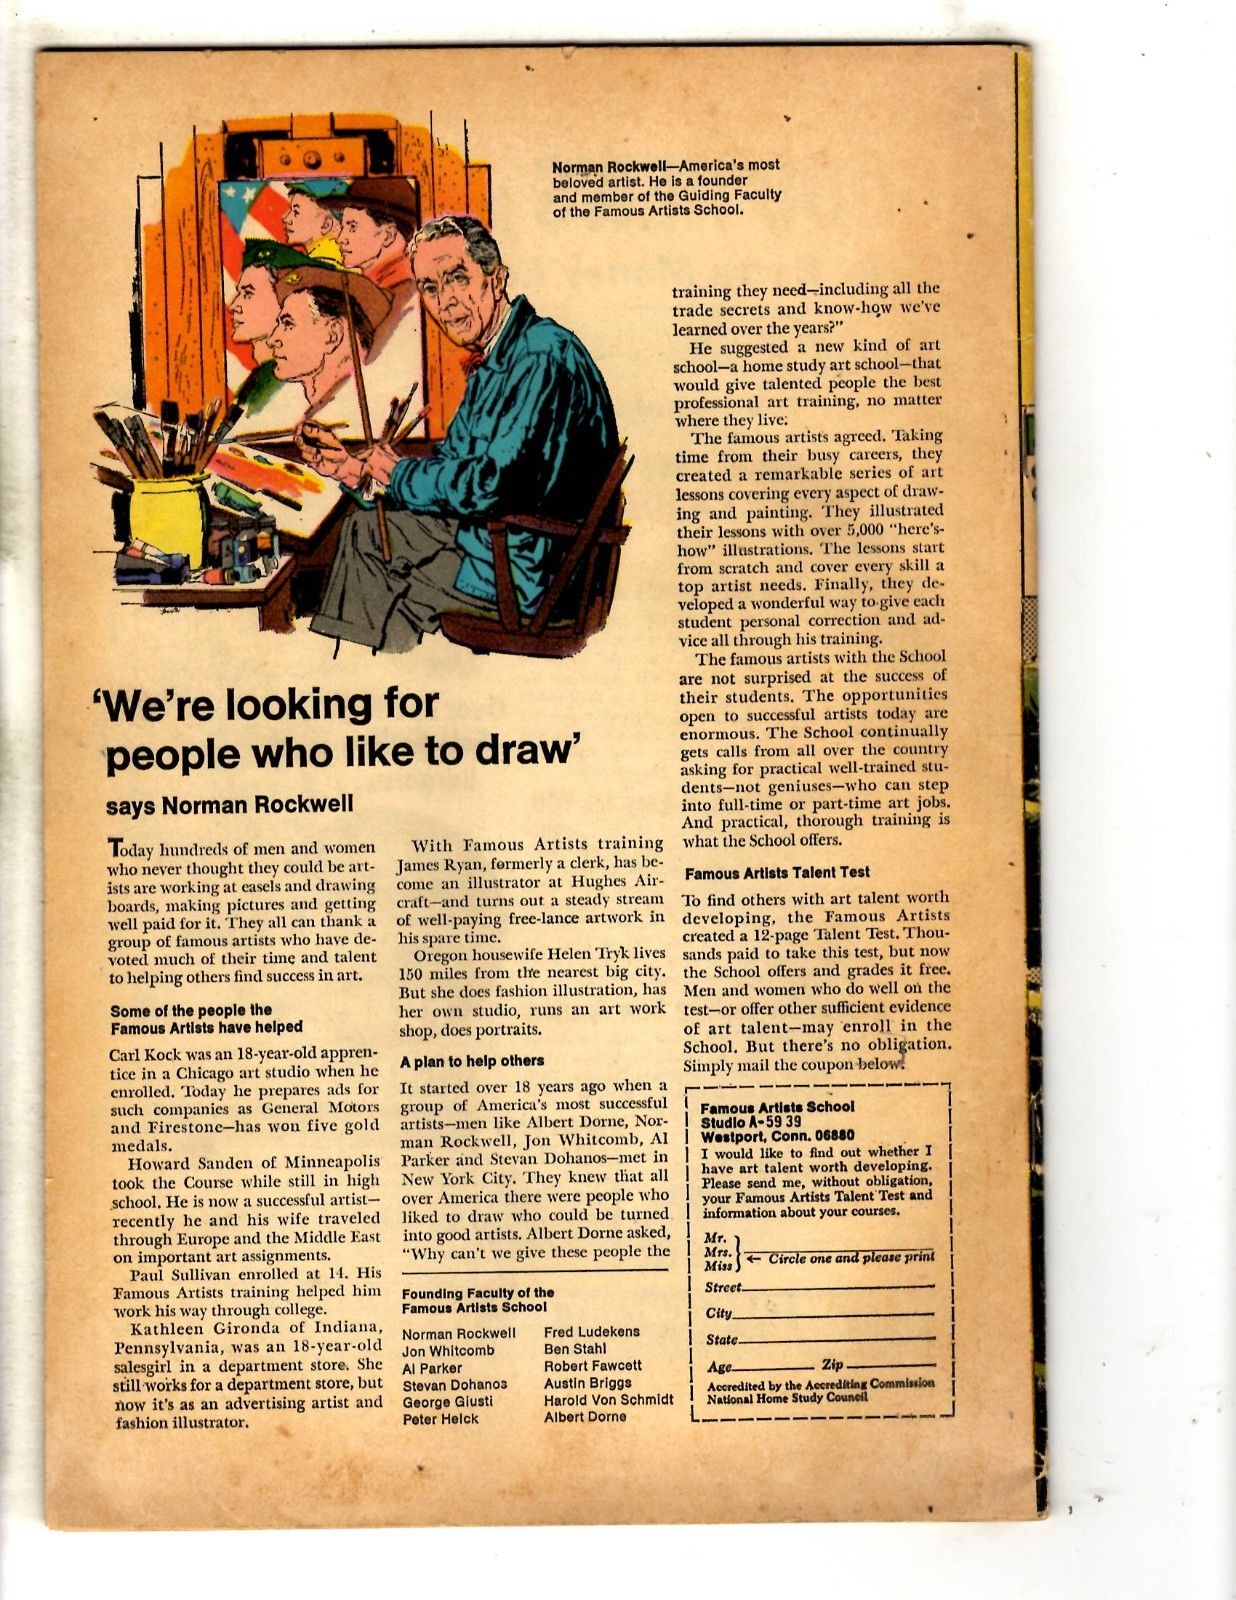 Norman Rockwell—America's most
beloved artist. He is a founder
and member of the Guiding Faculty
of the Famous Artists School.
'We're looking for
people who like to draw'
says Norman Rockwell
Today hundreds of men and women
who never thought they could be art-
ists are working at easels and drawing
boards, making pictures and getting
well paid for it. They all can thank a
group of famous artists who have de-
voted much of their time and talent
to helping others find success in art.
Some of the people the
Famous Artists have helped
Carl Kock was an 18-year-old appren-
tice in a Chicago art studio when he
enrolled. Today he prepares ads for
such companies as General Motors
and Firestone—has won five gold
medals.
Howard Sanden of Minneapolis
took the Course while still in high
school. He is now a successful artist—
recently he and his wife traveled
through Europe and the Middle East
on important art assignments.
Paul Sullivan enrolled at 14. His
Famous Artists training helped him
work his way through college.
Kathleen Gironda of Indiana,
Pennsylvania, was an 18-year-old
salesgirl in a department store. She
still works for a department store, but
now it's as an advertising artist and
fashion illustrator.
With Famous Artists training
James Ryan, formerly a clerk, has be-
come an illustrator at Hughes Air-
craft—and turns out a steady stream
of well-paying free-lance artwork in
his spare time.
Oregon housewife Helen Tryk lives
150 miles from the nearest big city.
But she does fashion illustration, has
her own studio, runs an art work
shop, does portraits.
A plan to help others
It started over 18 years ago when a
group of America's most successful
artists—men like Albert Dorne, Nor-
man Rockwell, Jon Whitcomb, Al
Parker and Stevan Dohanos—met in
New York City. They knew that all
over America there were people who
liked to draw who could be turned
into good artists. Albert Dorne asked,
"Why can't we give these people the
Founding Faculty of the
Famous Artists School
Norman Rockwell
Jon Whitcomb
Al Parker
Stevan Dohanos
George Giusti
Peter Helck
Fred Ludekens
Ben Stahl
Robert Fawcett
Austin Briggs
Harold Von Schmidt
Albert Dorne
training they need—including all the
trade secrets and know-how we've
learned over the years?"
He suggested a new kind of art
school—a home study art school—that
would give talented people the best
professional art training, no matter
where they live.
The famous artists agreed. Taking
time from their busy careers, they
created a remarkable series of art
lessons covering every aspect of draw-
ing and painting. They illustrated
their lessons with over 5,000 "here's-
how" illustrations. The lessons start
from scratch and cover every skill a
top artist needs. Finally, they de-
veloped a wonderful way to give each
student personal correction and ad-
vice all through his training.
The famous artists with the School
are not surprised at the success of
their students. The opportunities
open to successful artists today are
enormous. The School continually
gets calls from all over the country
asking for practical well-trained stu-
dents—not geniuses—who can step
into full-time or part-time art jobs.
And practical, thorough training is
what the School offers.
Famous Artists Talent Test
To find others with art talent worth
developing, the Famous Artists
created a 12-page Talent Test. Thou-
sands paid to take this test, but now
the School offers and grades it free.
Men and women who do well on the
test—or offer other sufficient evidence
of art talent—may enroll in the
School. But there's no obligation.
Simply mail the coupon below.
Famous Artists School
Studio A-59 39
Westport, Conn. 06880
I would like to find out whether I
have art talent worth developing.
Please send me, without obligation,
your Famous Artists Talent Test and
information about your courses.
Mr.
Mrs.
Miss
← Circle one and please print
Street
City
State
Age Zip
Accredited by the Accrediting Commission
National Home Study Council